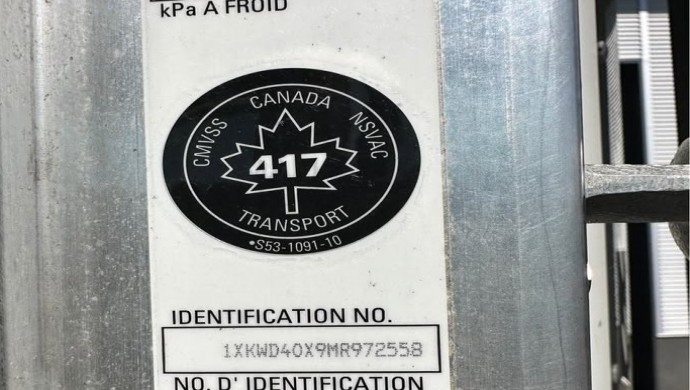 kPa A FROID
CANADA
CMVSS
NSVAC
417
TRANSPORT
•S53-1091-10
IDENTIFICATION NO.
1XKWD40X9MR972558
NO. D' IDENTIFICATION